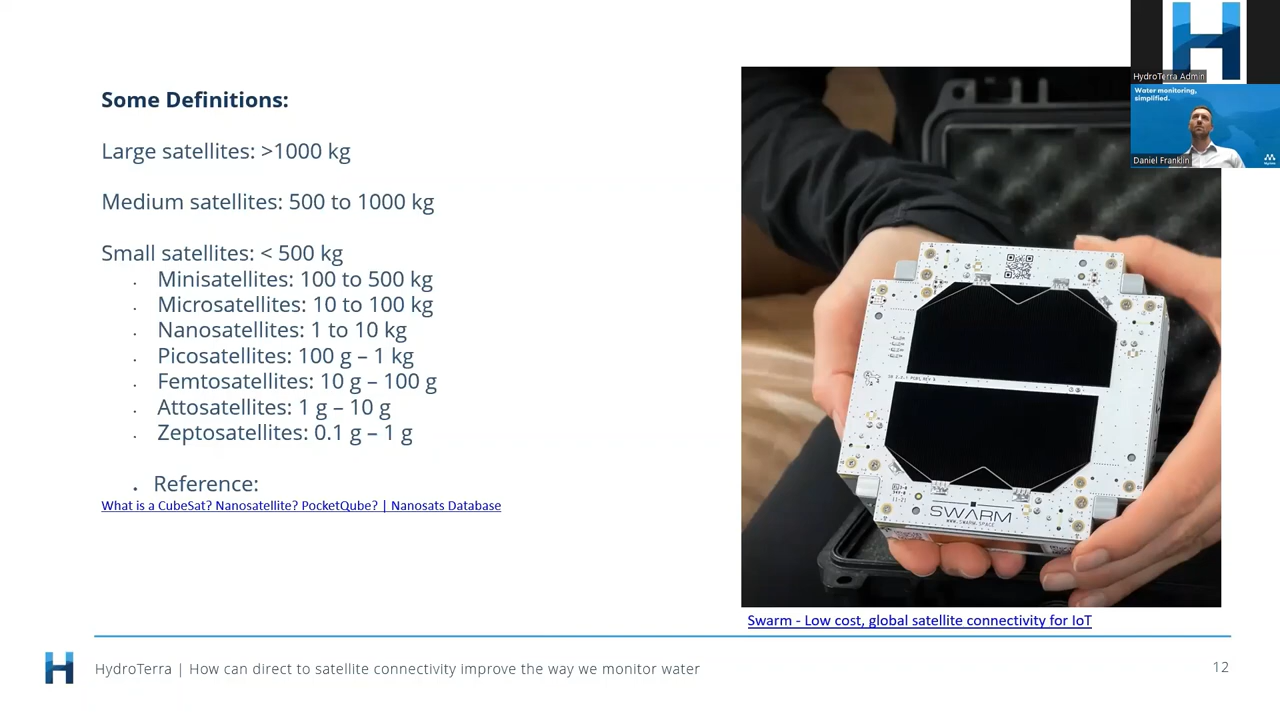 Some Definitions:
Large satellites: >1000 kg
Medium satellites: 500 to 1000 kg
Small satellites: < 500 kg
· Minisatellites: 100 to 500 kg
· Microsatellites: 10 to 100 kg
· Nanosatellites: 1 to 10 kg
· Picosatellites: 100 g – 1 kg
· Femtosatellites: 10 g – 100 g
· Attosatellites: 1 g – 10 g
· Zeptosatellites: 0.1 g – 1 g
· Reference:
What is a CubeSat? Nanosatellite? PocketQube? | Nanosats Database
HydroTerra Admin
Water monitoring,
simplified.
Daniel Franklin
SWARM
WWW.SWARM.SPACE
Swarm - Low cost, global satellite connectivity for IoT
H HydroTerra | How can direct to satellite connectivity improve the way we monitor water
12